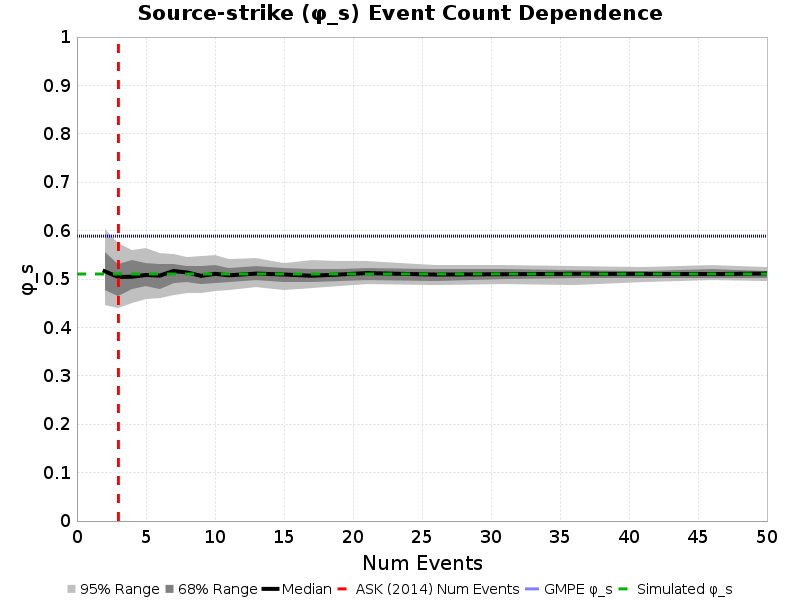 Source-strike (φ_s) Event Count Dependence
φ_s
1
0.9
0.8
0.7
0.6
0.5
0.4
0.3
0.2
0.1
0
0 5 10 15 20 25 30 35 40 45 50
Num Events
95% Range 68% Range Median ASK (2014) Num Events GMPE φ_s Simulated φ_s